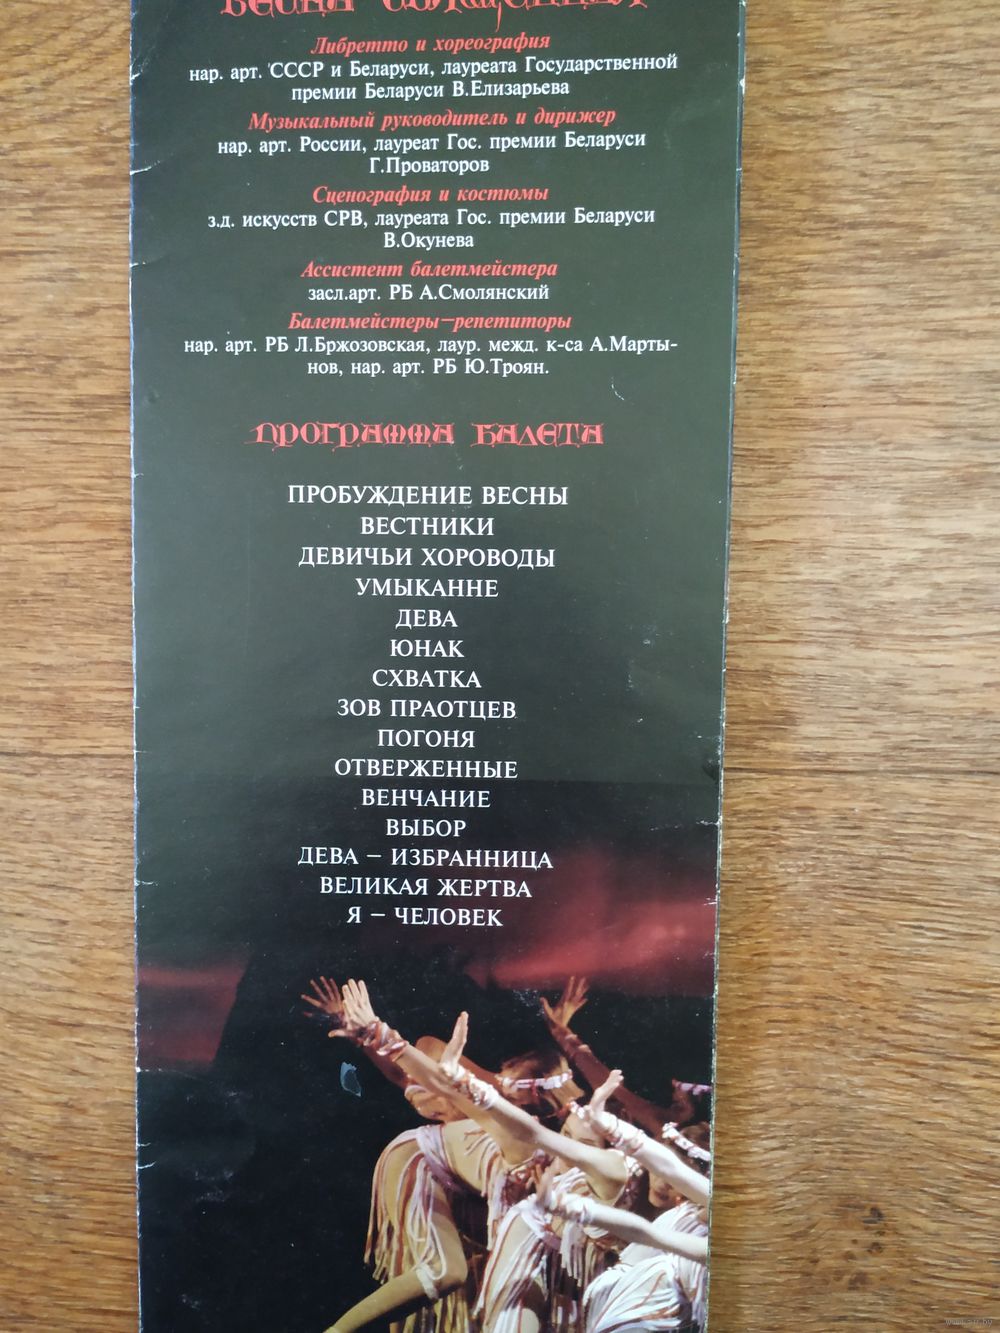 ВЕСНА СВЯЩЕННАЯ
Либретто и хореография
нар. арт. СССР и Беларуси, лауреата Государственной
премии Беларуси В.Елизарьева
Музыкальный руководитель и дирижер
нар. арт. России, лауреат Гос. премии Беларуси
Г.Проваторов
Сценография и костюмы
з.д. искусств СРВ, лауреата Гос. премии Беларуси
В.Окунева
Ассистент балетмейстера
засл.арт. РБ А.Смолянский
Балетмейстеры—репетиторы
нар. арт. РБ Л.Бржозовская, лаур. межд. к-са А.Марты-
нов, нар. арт. РБ Ю.Троян.
ПРОГРАММА БАЛЕТА
ПРОБУЖДЕНИЕ ВЕСНЫ
ВЕСТНИКИ
ДЕВИЧЬИ ХОРОВОДЫ
УМЫКАННЕ
ДЕВА
ЮНАК
СХВАТКА
ЗОВ ПРАОТЦЕВ
ПОГОНЯ
ОТВЕРЖЕННЫЕ
ВЕНЧАНИЕ
ВЫБОР
ДЕВА — ИЗБРАННИЦА
ВЕЛИКАЯ ЖЕРТВА
Я — ЧЕЛОВЕК